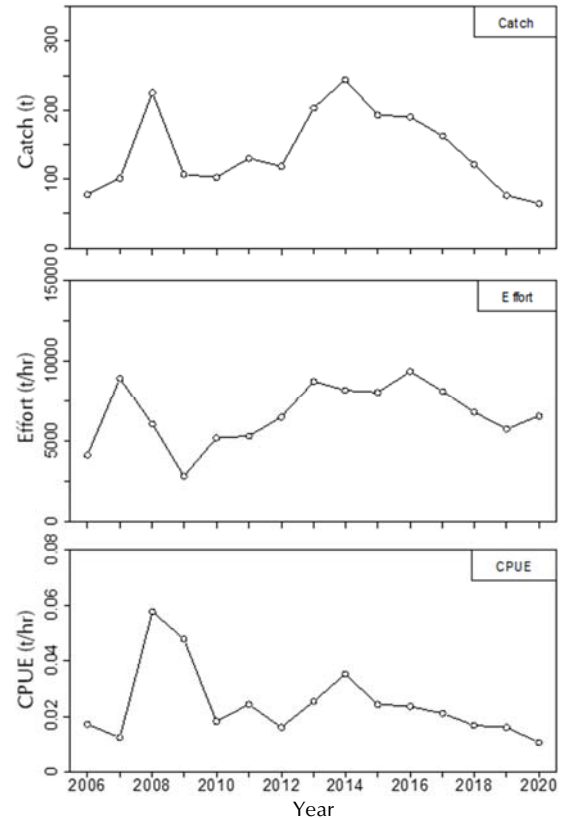 Catch
Catch (t)
300
200
100
0
Effort
Effort (t/hr)
15000
10000
5000
0
CPUE
CPUE (t/hr)
0.08
0.06
0.04
0.02
0
2006 2008 2010 2012 2014 2016 2018 2020
Year